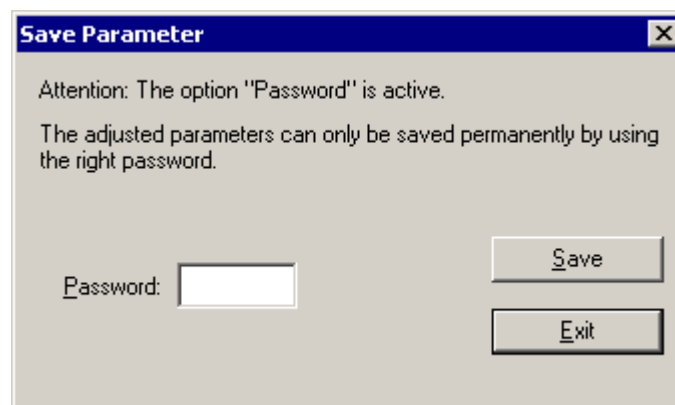 Save Parameter
Attention: The option "Password" is active.
The adjusted parameters can only be saved permanently by using
the right password.
Save
Password:
Exit